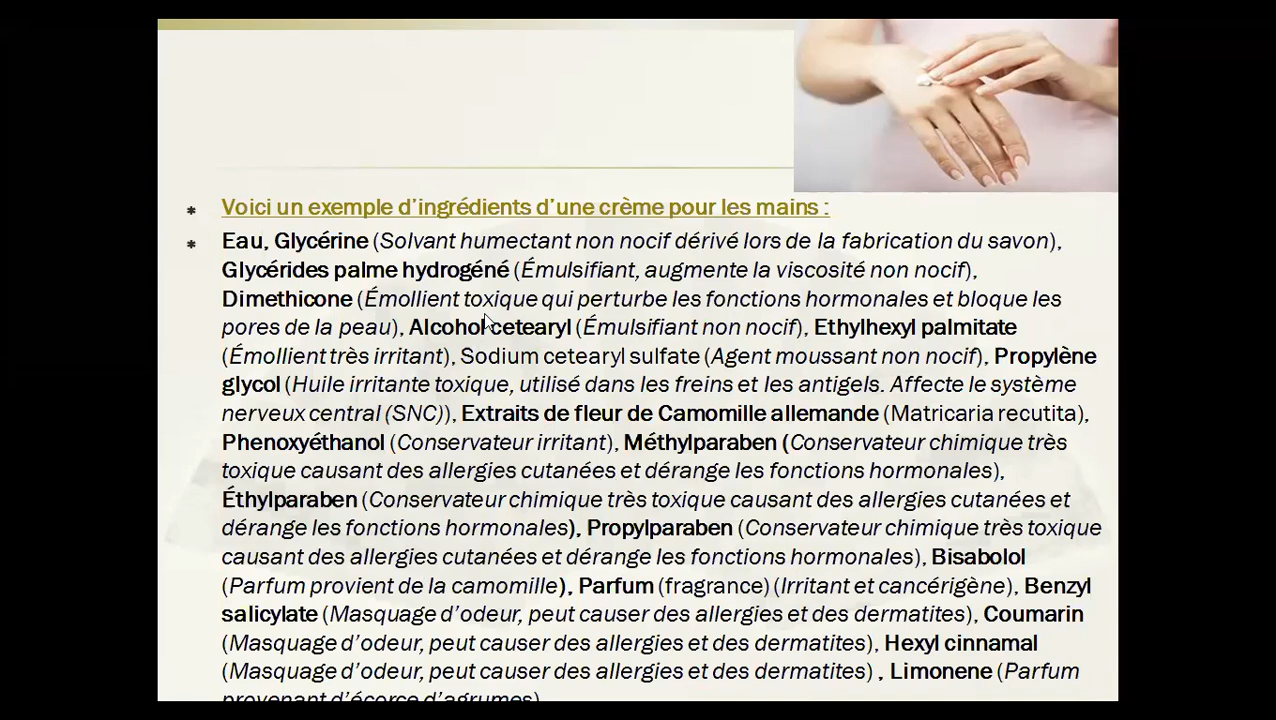 * Voici un exemple d'ingrédients d'une crème pour les mains :
* Eau, Glycérine (Solvant humectant non nocif dérivé lors de la fabrication du savon),
Glycérides palme hydrogéné (Émulsifiant, augmente la viscosité non nocif),
Dimethicone (Émollient toxique qui perturbe les fonctions hormonales et bloque les
pores de la peau), Alcohol cetearyl (Émulsifiant non nocif), Ethylhexyl palmitate
(Émollient très irritant), Sodium cetearyl sulfate (Agent moussant non nocif), Propylène
glycol (Huile irritante toxique, utilisé dans les freins et les antigels. Affecte le système
nerveux central (SNC)), Extraits de fleur de Camomille allemande (Matricaria recutita),
Phenoxyéthanol (Conservateur irritant), Méthylparaben (Conservateur chimique très
toxique causant des allergies cutanées et dérange les fonctions hormonales),
Éthylparaben (Conservateur chimique très toxique causant des allergies cutanées et
dérange les fonctions hormonales), Propylparaben (Conservateur chimique très toxique
causant des allergies cutanées et dérange les fonctions hormonales), Bisabolol
(Parfum provient de la camomille), Parfum (fragrance) (Irritant et cancérigène), Benzyl
salicylate (Masquage d'odeur, peut causer des allergies et des dermatites), Coumarin
(Masquage d'odeur, peut causer des allergies et des dermatites), Hexyl cinnamal
(Masquage d'odeur, peut causer des allergies et des dermatites) , Limonene (Parfum
provenant d'écorce d'agrumes)